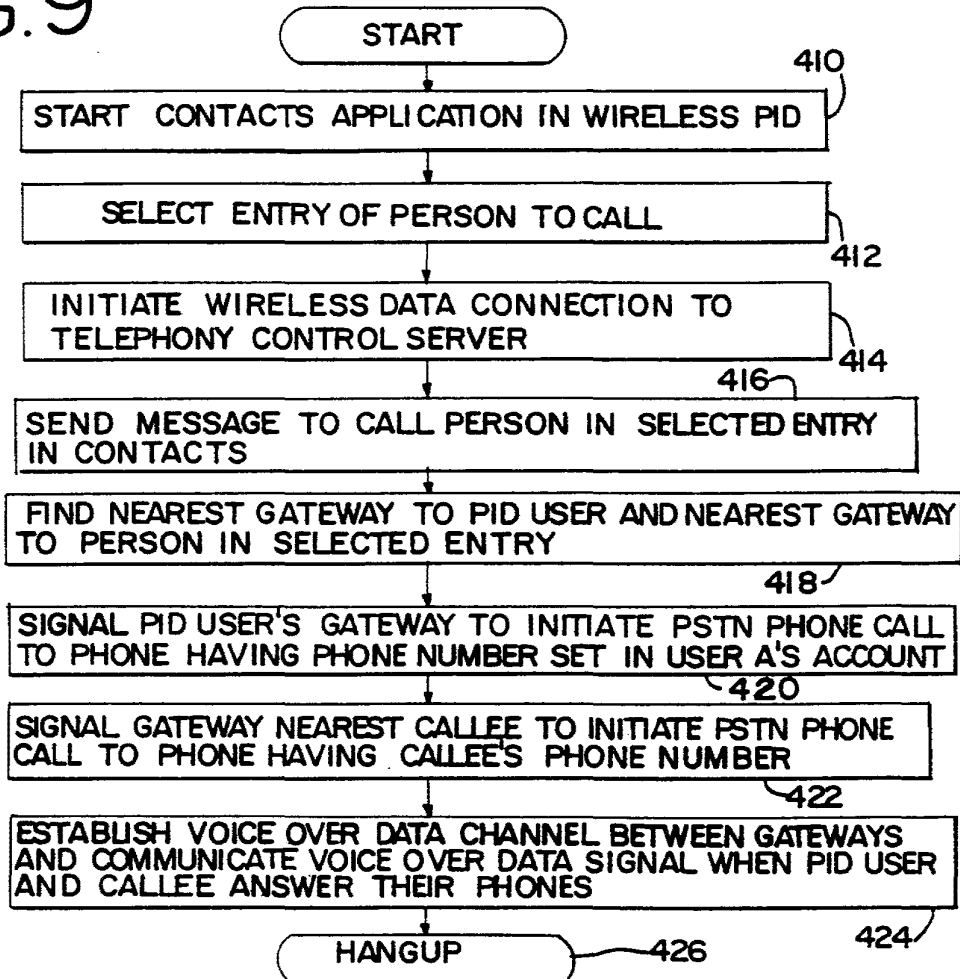 G.9
START
410
START CONTACTS APPLICATION IN WIRELESS PID
SELECT ENTRY OF PERSON TO CALL
412
INITIATE WIRELESS DATA CONNECTION TO
TELEPHONY CONTROL SERVER
414
416
SEND MESSAGE TO CALL PERSON IN SELECTED ENTRY
IN CONTACTS
FIND NEAREST GATEWAY TO PID USER AND NEAREST GATEWAY
TO PERSON IN SELECTED ENTRY
418
SIGNAL PID USER'S GATEWAY TO INITIATE PSTN PHONE CALL
TO PHONE HAVING PHONE NUMBER SET IN USER A'S ACCOUNT
420
SIGNAL GATEWAY NEAREST CALLEE TO INITIATE PSTN PHONE
CALL TO PHONE HAVING CALLEE'S PHONE NUMBER
422
ESTABLISH VOICE OVER DATA CHANNEL BETWEEN GATEWAYS
AND COMMUNICATE VOICE OVER DATA SIGNAL WHEN PID USER
AND CALLEE ANSWER THEIR PHONES
424
HANGUP
426